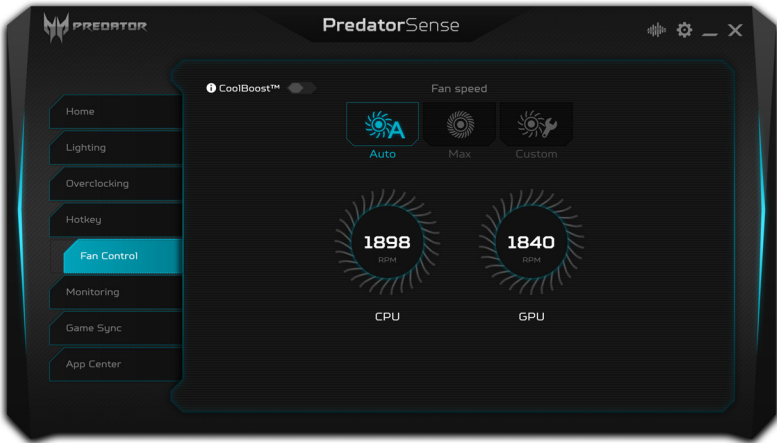 PREDATOR
PredatorSense
CoolBoost™
Fan speed
Home
Lighting
Overclocking
Hotkey
Fan Control
Monitoring
Game Sync
App Center
Auto
Max
Custom
1898
RPM
CPU
1840
RPM
GPU